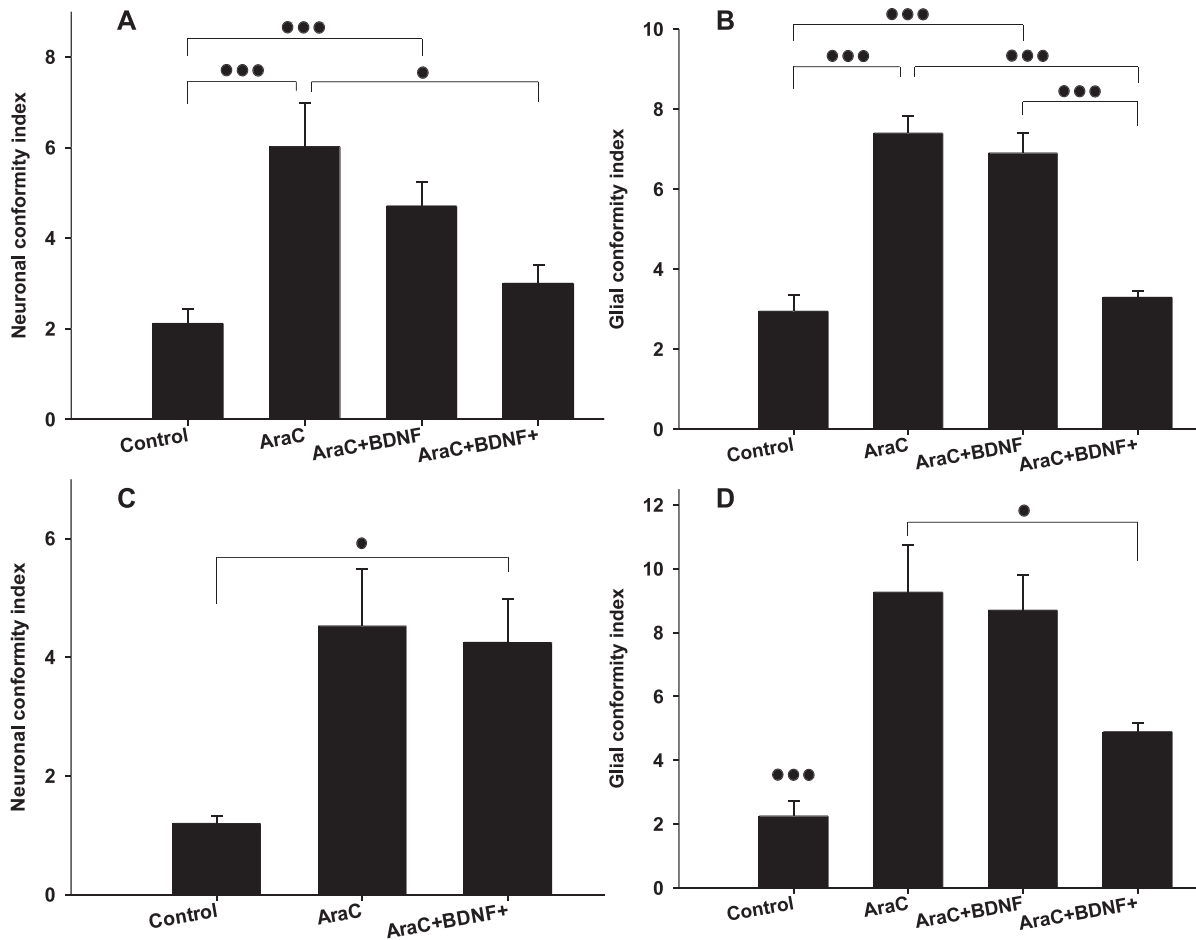 A
Neuronal conformity index
8
6
4
2
0
Control
AraC
AraC+BDNF
AraC+BDNF+
B
Glial conformity index
10
8
6
4
2
0
Control
AraC
AraC+BDNF
AraC+BDNF+
C
Neuronal conformity index
6
4
2
0
Control
AraC
AraC+BDNF+
D
Glial conformity index
12
10
8
6
4
2
0
Control
AraC
AraC+BDNF
AraC+BDNF+